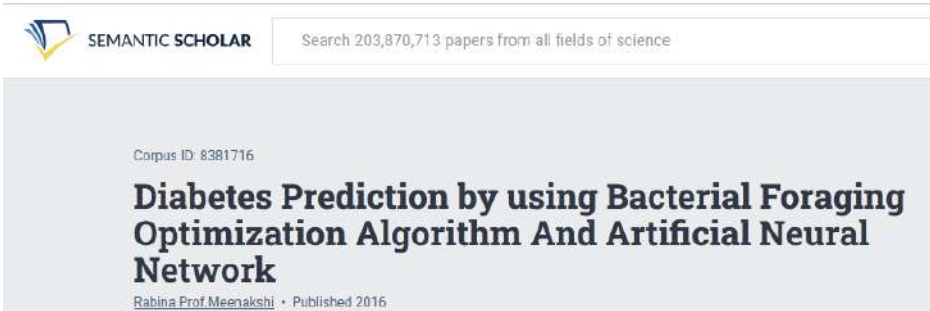 SEMANTIC SCHOLAR
Search 203,870,713 papers from all fields of science
Corpus ID: 8381716
Diabetes Prediction by using Bacterial Foraging
Optimization Algorithm And Artificial Neural
Network
Rabina Prof.Meenakshi • Published 2016